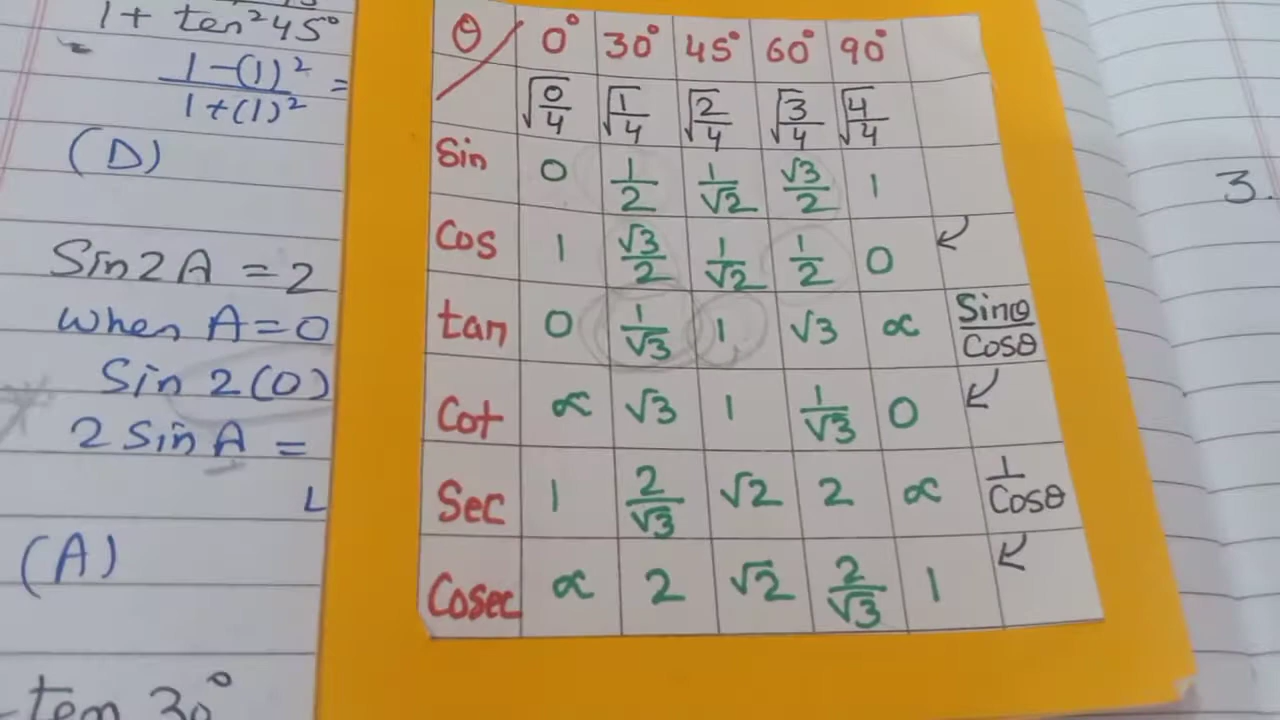 1 + ten²45°
1-(1)² =
1+(1)²
(D)
Sin2A = 2
when A=0
Sin 2(0)
2 SinA =
(A)
ten 30°
θ 0° 30° 45° 60° 90°
√0/4 √1/4 √2/4 √3/4 √4/4
Sin 0 1/2 1/√2 √3/2 1
Cos 1 √3/2 1/√2 1/2 0
tan 0 1/√3 1 √3 ∝ Sinθ/Cosθ
Cot ∝ √3 1 1/√3 0
Sec 1 2/√3 √2 2 ∝ 1/Cosθ
Cosec ∝ 2 √2 2/√3 1
3.